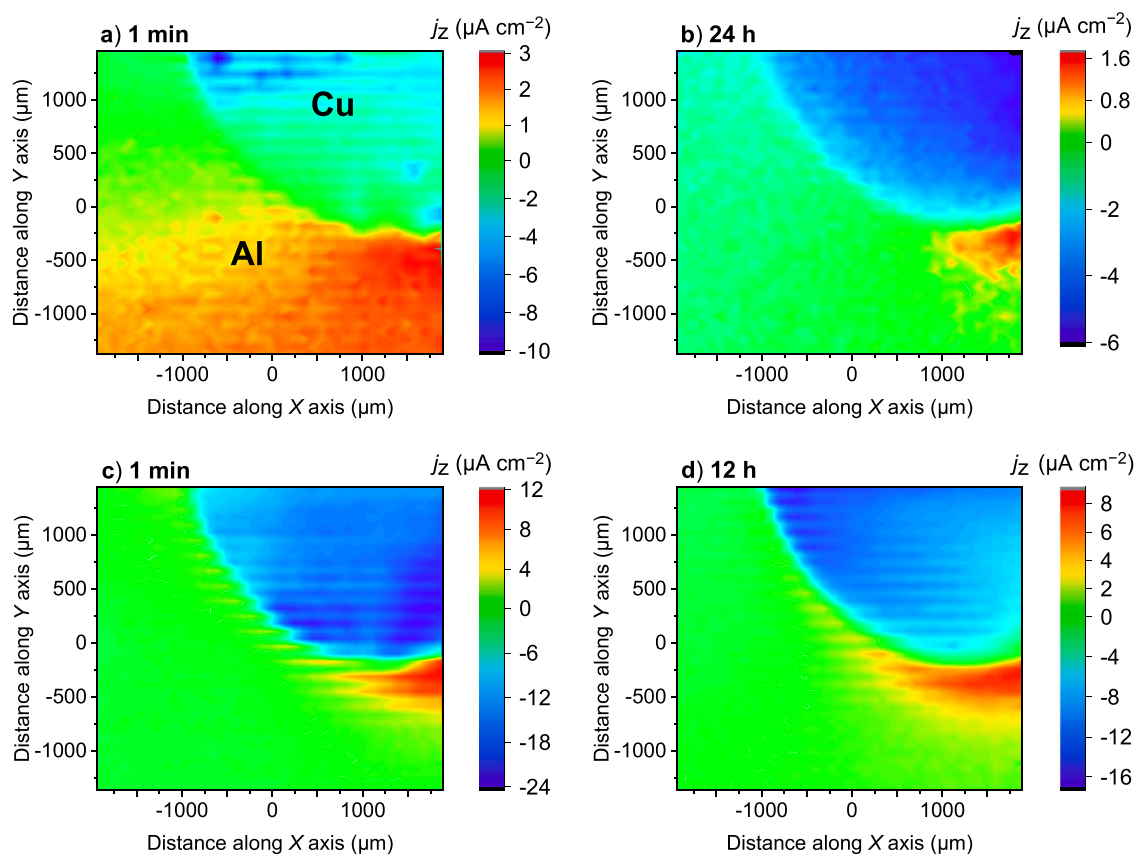 a) 1 min
jz (µA cm−2)
3
2
1
0
-2
-4
-6
-8
-10
1000
500
0
-500
-1000
Distance along Y axis (µm)
Cu
Al
-1000 0 1000
Distance along X axis (µm)
b) 24 h
jz (µA cm−2)
1.6
0.8
0
-2
-4
-6
1000
500
0
-500
-1000
Distance along Y axis (µm)
-1000 0 1000
Distance along X axis (µm)
c) 1 min
jz (µA cm−2)
12
8
4
0
-6
-12
-18
-24
1000
500
0
-500
-1000
Distance along Y axis (µm)
-1000 0 1000
Distance along X axis (µm)
d) 12 h
jz (µA cm−2)
8
6
4
2
0
-4
-8
-12
-16
1000
500
0
-500
-1000
Distance along Y axis (µm)
-1000 0 1000
Distance along X axis (µm)